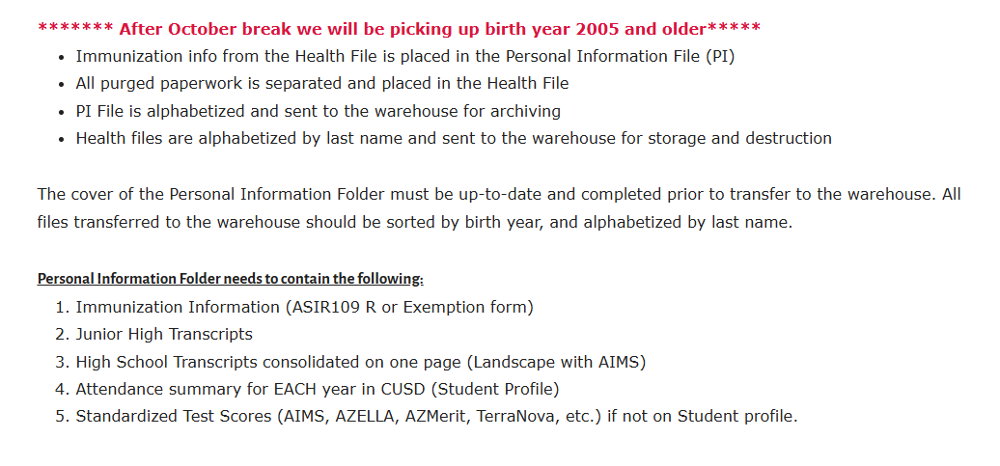 ******* After October break we will be picking up birth year 2005 and older*****
• Immunization info from the Health File is placed in the Personal Information File (PI)
• All purged paperwork is separated and placed in the Health File
• PI File is alphabetized and sent to the warehouse for archiving
• Health files are alphabetized by last name and sent to the warehouse for storage and destruction
The cover of the Personal Information Folder must be up-to-date and completed prior to transfer to the warehouse. All
files transferred to the warehouse should be sorted by birth year, and alphabetized by last name.
Personal Information Folder needs to contain the following:
1. Immunization Information (ASIR109 R or Exemption form)
2. Junior High Transcripts
3. High School Transcripts consolidated on one page (Landscape with AIMS)
4. Attendance summary for EACH year in CUSD (Student Profile)
5. Standardized Test Scores (AIMS, AZELLA, AZMerit, TerraNova, etc.) if not on Student profile.